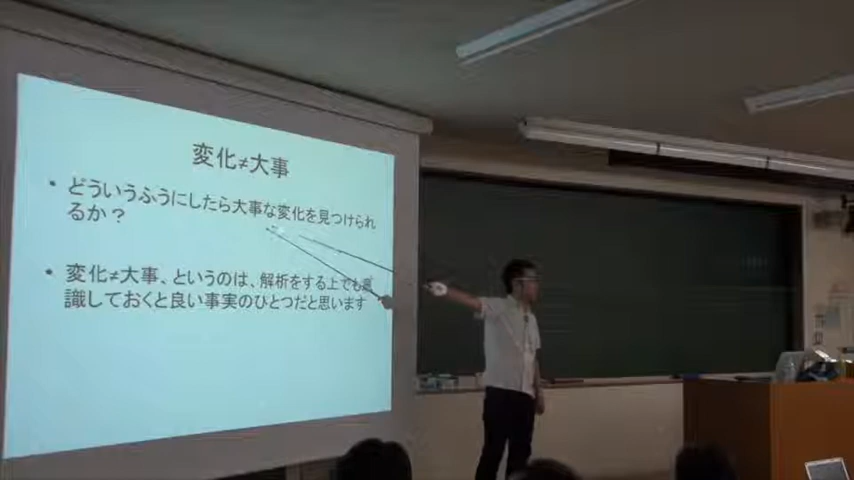 変化≠大事
• どういうふうにしたら大事な変化を見つけられ
るか？
• 変化≠大事、というのは、解析をする上でも意
識しておくと良い事実のひとつだと思います